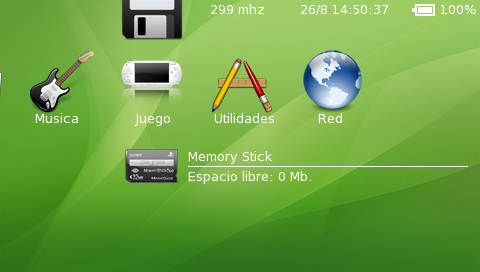 299 mhz 26/8 14:50:37 100%
Musica Juego Utilidades Red
Memory Stick
Espacio libre: 0 Mb.